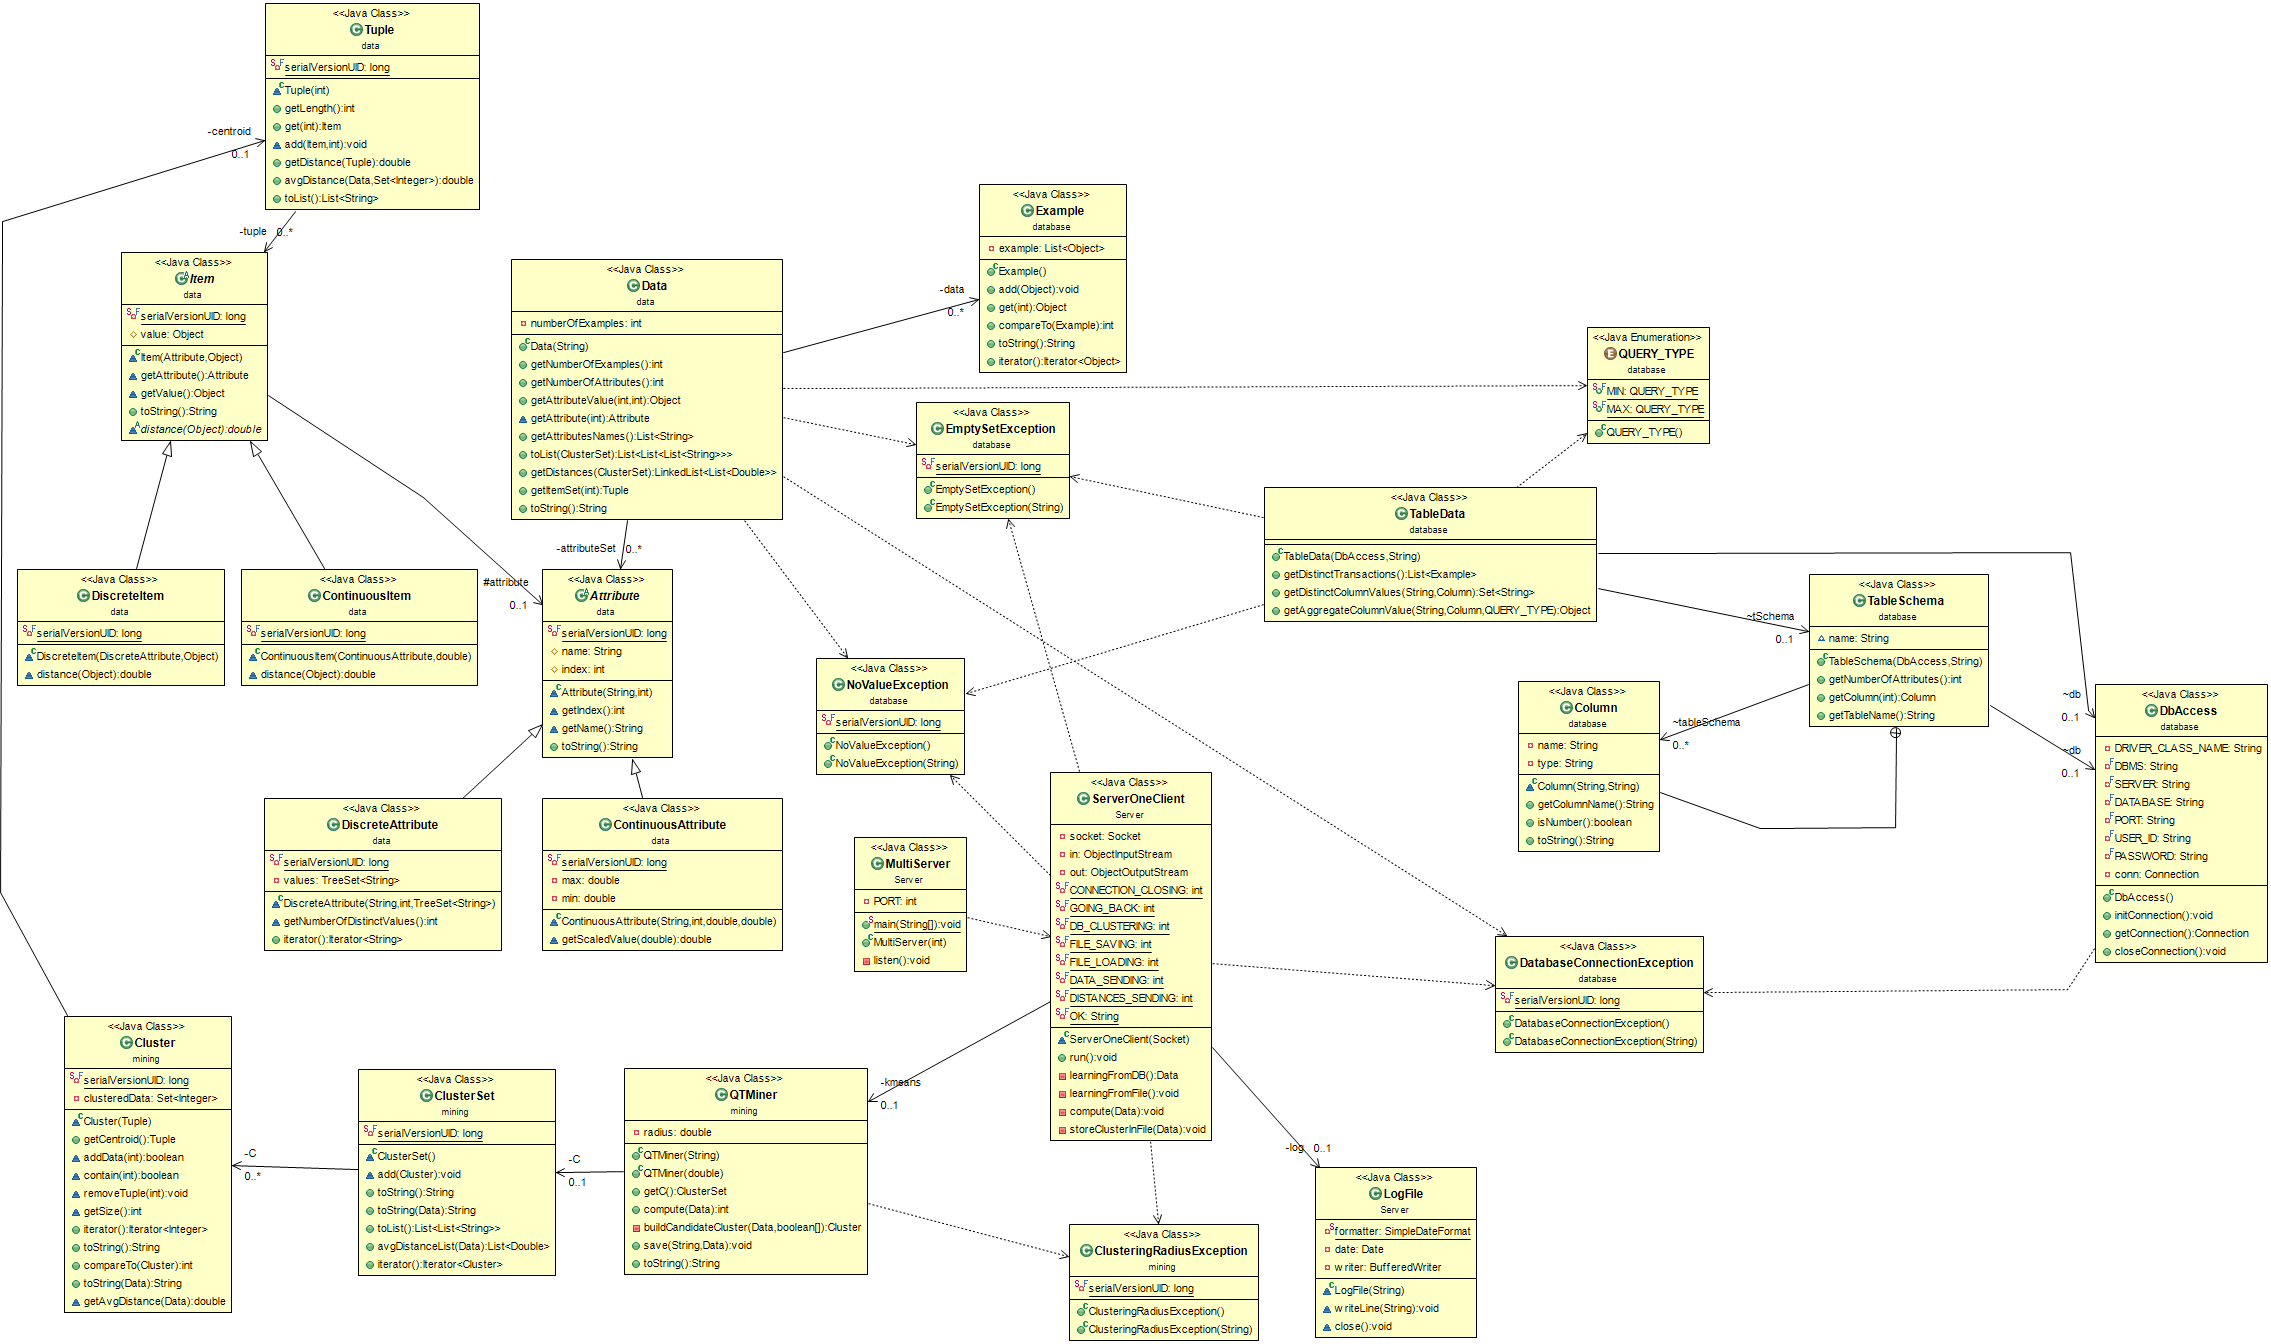 <<Java Class>>
Tuple
data
serialVersionUID: long
Tuple(int)
getLength():int
get(int):Item
add(Item,int):void
getDistance(Tuple):double
avgDistance(Data,Set<Integer>):double
toList():List<String>
-centroid
0..1
-tuple
0..*
<<Java Class>>
Item
data
serialVersionUID: long
value: Object
Item(Attribute,Object)
getAttribute():Attribute
getValue():Object
toString():String
distance(Object):double
<<Java Class>>
Data
data
numberOfExamples: int
Data(String)
getNumberOfExamples():int
getNumberOfAttributes():int
getAttributeValue(int,int):Object
getAttribute(int):Attribute
getAttributesNames():List<String>
toList(ClusterSet):List<List<List<String>>>
getDistances(ClusterSet):LinkedList<List<Double>>
getItemSet(int):Tuple
toString():String
-data
0..*
<<Java Class>>
Example
database
example: List<Object>
Example()
add(Object):void
get(int):Object
compareTo(Example):int
toString():String
iterator():Iterator<Object>
<<Java Enumeration>>
QUERY_TYPE
database
MIN: QUERY_TYPE
MAX: QUERY_TYPE
QUERY_TYPE()
<<Java Class>>
EmptySetException
database
serialVersionUID: long
EmptySetException()
EmptySetException(String)
<<Java Class>>
TableData
database
TableData(DbAccess,String)
getDistinctTransactions():List<Example>
getDistinctColumnValues(String,Column):Set<String>
getAggregateColumnValue(String,Column,QUERY_TYPE):Object
-attributeSet
0..*
#attribute
0..1
<<Java Class>>
DiscreteItem
data
serialVersionUID: long
DiscreteItem(DiscreteAttribute,Object)
distance(Object):double
<<Java Class>>
ContinuousItem
data
serialVersionUID: long
ContinuousItem(ContinuousAttribute,double)
distance(Object):double
<<Java Class>>
Attribute
data
serialVersionUID: long
name: String
index: int
Attribute(String,int)
getIndex():int
getName():String
toString():String
~tSchema
0..1
<<Java Class>>
TableSchema
database
name: String
TableSchema(DbAccess,String)
getNumberOfAttributes():int
getColumn(int):Column
getTableName():String
<<Java Class>>
NoValueException
database
serialVersionUID: long
NoValueException()
NoValueException(String)
<<Java Class>>
Column
database
name: String
type: String
Column(String,String)
getColumnName():String
isNumber():boolean
toString():String
~tableSchema
0..*
~db
0..1
~db
0..1
<<Java Class>>
DbAccess
database
DRIVER_CLASS_NAME: String
DBMS: String
SERVER: String
DATABASE: String
PORT: String
USER_ID: String
PASSWORD: String
conn: Connection
DbAccess()
initConnection():void
getConnection():Connection
closeConnection():void
<<Java Class>>
DiscreteAttribute
data
serialVersionUID: long
values: TreeSet<String>
DiscreteAttribute(String,int,TreeSet<String>)
getNumberOfDistinctValues():int
iterator():Iterator<String>
<<Java Class>>
ContinuousAttribute
data
serialVersionUID: long
max: double
min: double
ContinuousAttribute(String,int,double,double)
getScaledValue(double):double
<<Java Class>>
MultiServer
Server
PORT: int
main(String[]):void
MultiServer(int)
listen():void
<<Java Class>>
ServerOneClient
Server
socket: Socket
in: ObjectInputStream
out: ObjectOutputStream
CONNECTION_CLOSING: int
GOING_BACK: int
DB_CLUSTERING: int
FILE_SAVING: int
FILE_LOADING: int
DATA_SENDING: int
DISTANCES_SENDING: int
OK: String
ServerOneClient(Socket)
run():void
learningFromDB():Data
learningFromFile():void
compute(Data):void
storeClusterInFile(Data):void
<<Java Class>>
DatabaseConnectionException
database
serialVersionUID: long
DatabaseConnectionException()
DatabaseConnectionException(String)
<<Java Class>>
Cluster
mining
serialVersionUID: long
clusteredData: Set<Integer>
Cluster(Tuple)
getCentroid():Tuple
addData(int):boolean
contain(int):boolean
removeTuple(int):void
getSize():int
iterator():Iterator<Integer>
toString():String
compareTo(Cluster):int
toString(Data):String
getAvgDistance(Data):double
-C
0..*
<<Java Class>>
ClusterSet
mining
serialVersionUID: long
ClusterSet()
add(Cluster):void
toString():String
toString(Data):String
toList():List<List<String>>
avgDistanceList(Data):List<Double>
iterator():Iterator<Cluster>
-C
0..1
<<Java Class>>
QTMiner
mining
radius: double
QTMiner(String)
QTMiner(double)
getC():ClusterSet
compute(Data):int
buildCandidateCluster(Data,boolean[]):Cluster
save(String,Data):void
toString():String
-kmeans
0..1
-log
0..1
<<Java Class>>
LogFile
Server
formatter: SimpleDateFormat
date: Date
writer: BufferedWriter
LogFile(String)
writeLine(String):void
close():void
<<Java Class>>
ClusteringRadiusException
mining
serialVersionUID: long
ClusteringRadiusException()
ClusteringRadiusException(String)